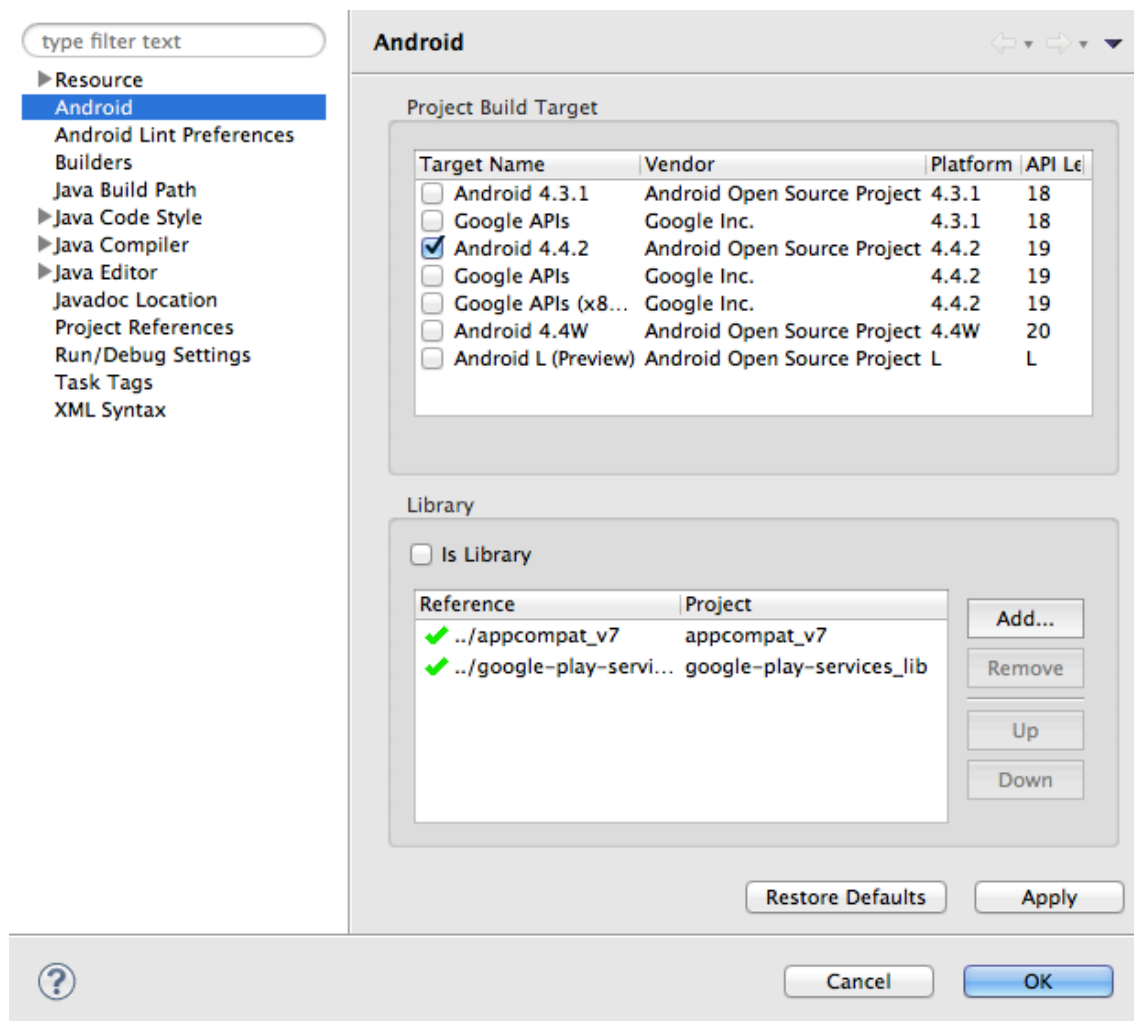 type filter text
Resource
Android
Android Lint Preferences
Builders
Java Build Path
Java Code Style
Java Compiler
Java Editor
Javadoc Location
Project References
Run/Debug Settings
Task Tags
XML Syntax
Android
Project Build Target
Target Name Vendor Platform API Le
Android 4.3.1 Android Open Source Project 4.3.1 18
Google APIs Google Inc. 4.3.1 18
Android 4.4.2 Android Open Source Project 4.4.2 19
Google APIs Google Inc. 4.4.2 19
Google APIs (x8... Google Inc. 4.4.2 19
Android 4.4W Android Open Source Project 4.4W 20
Android L (Preview) Android Open Source Project L L
Library
Is Library
Reference Project
../appcompat_v7 appcompat_v7
../google-play-servi... google-play-services_lib
Add...
Remove
Up
Down
Restore Defaults Apply
? Cancel OK